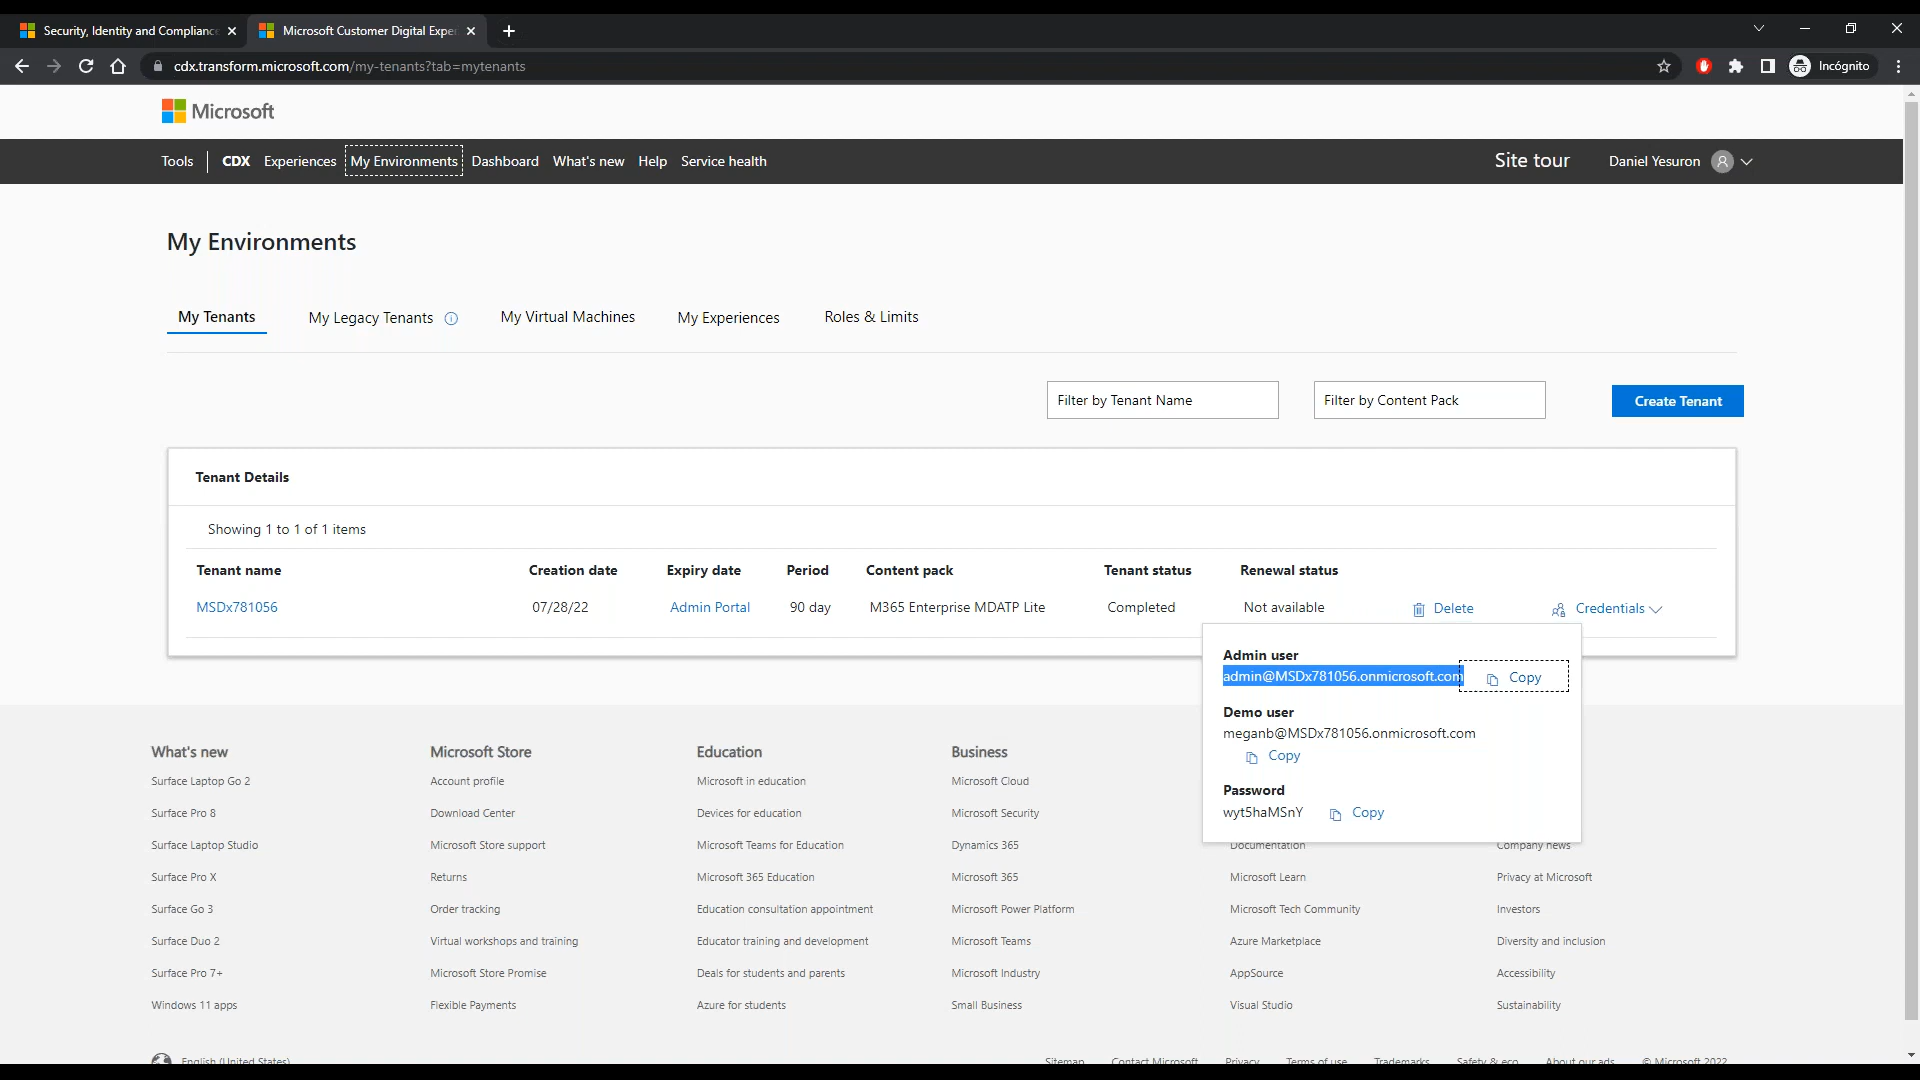 Security, Identity and Compliance
Microsoft Customer Digital Expe
cdx.transform.microsoft.com/my-tenants?tab=mytenants
Incógnito
Microsoft
Tools CDX Experiences My Environments Dashboard What's new Help Service health Site tour Daniel Yesuron
My Environments
My Tenants My Legacy Tenants My Virtual Machines My Experiences Roles & Limits
Filter by Tenant Name Filter by Content Pack Create Tenant
Tenant Details
Showing 1 to 1 of 1 items
Tenant name Creation date Expiry date Period Content pack Tenant status Renewal status
MSDx781056 07/28/22 Admin Portal 90 day M365 Enterprise MDATP Lite Completed Not available Delete Credentials
Admin user
admin@MSDx781056.onmicrosoft.com Copy
Demo user
meganb@MSDx781056.onmicrosoft.com
Copy
Password
wyt5haMSnY Copy
What's new Microsoft Store Education Business
Surface Laptop Go 2 Account profile Microsoft in education Microsoft Cloud
Surface Pro 8 Download Center Devices for education Microsoft Security
Surface Laptop Studio Microsoft Store support Microsoft Teams for Education Dynamics 365 Documentation Company news
Surface Pro X Returns Microsoft 365 Education Microsoft 365 Microsoft Learn Privacy at Microsoft
Surface Go 3 Order tracking Education consultation appointment Microsoft Power Platform Microsoft Tech Community Investors
Surface Duo 2 Virtual workshops and training Educator training and development Microsoft Teams Azure Marketplace Diversity and inclusion
Surface Pro 7+ Microsoft Store Promise Deals for students and parents Microsoft Industry AppSource Accessibility
Windows 11 apps Flexible Payments Azure for students Small Business Visual Studio Sustainability
English (United States) Sitemap Contact Microsoft Privacy Terms of use Trademarks Safety & eco About our ads © Microsoft 2022